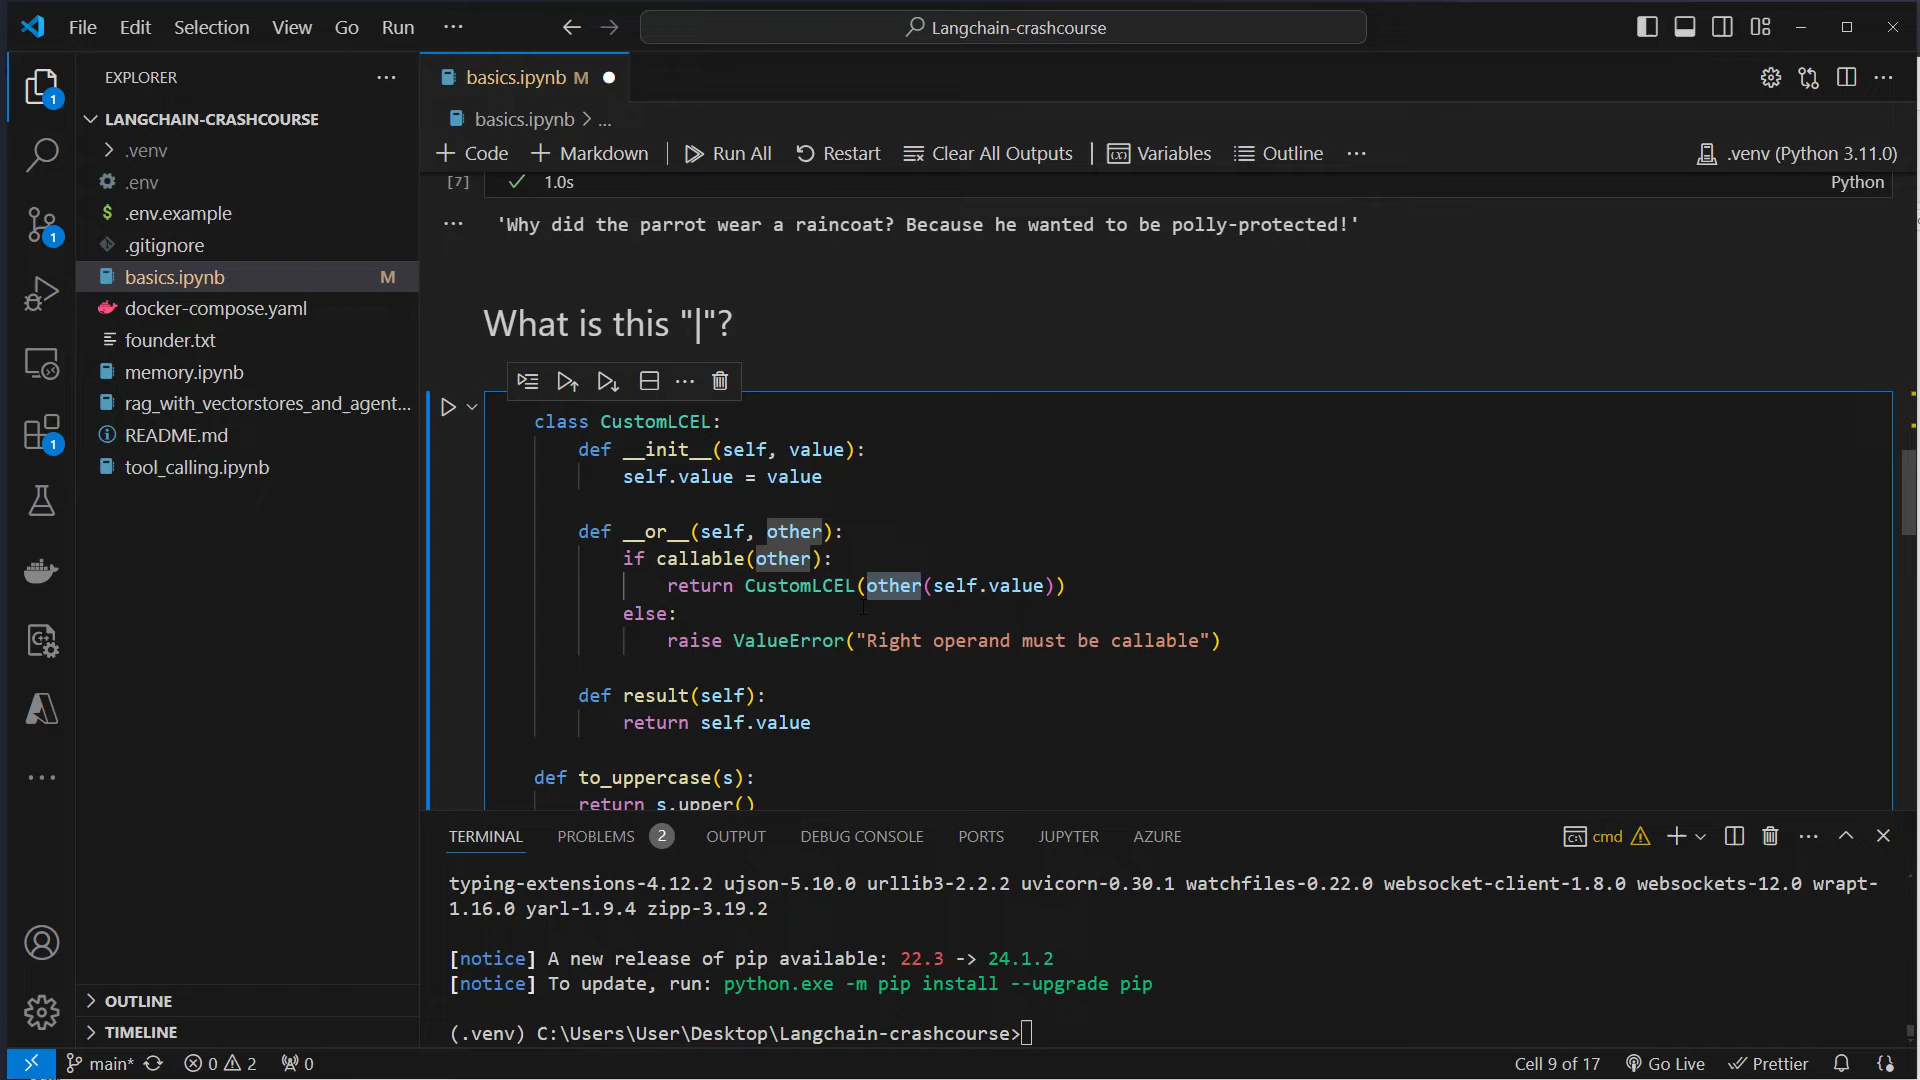 File Edit Selection View Go Run ··· Langchain-crashcourse
EXPLORER ···
LANGCHAIN-CRASHCOURSE
.venv
.env
.env.example
.gitignore
basics.ipynb M
docker-compose.yaml
founder.txt
memory.ipynb
rag_with_vectorstores_and_agent...
README.md
tool_calling.ipynb
OUTLINE
TIMELINE
basics.ipynb M
basics.ipynb > ...
+ Code + Markdown Run All Restart Clear All Outputs Variables Outline ··· .venv (Python 3.11.0)
[7] ✓ 1.0s Python
··· 'Why did the parrot wear a raincoat? Because he wanted to be polly-protected!'
What is this "|"?
class CustomLCEL:
def __init__(self, value):
self.value = value
def __or__(self, other):
if callable(other):
return CustomLCEL(other(self.value))
else:
raise ValueError("Right operand must be callable")
def result(self):
return self.value
def to_uppercase(s):
return s.upper()
TERMINAL PROBLEMS 2 OUTPUT DEBUG CONSOLE PORTS JUPYTER AZURE cmd
typing-extensions-4.12.2 ujson-5.10.0 urllib3-2.2.2 uvicorn-0.30.1 watchfiles-0.22.0 websocket-client-1.8.0 websockets-12.0 wrapt-
1.16.0 yarl-1.9.4 zipp-3.19.2
[notice] A new release of pip available: 22.3 -> 24.1.2
[notice] To update, run: python.exe -m pip install --upgrade pip
(.venv) C:\Users\User\Desktop\Langchain-crashcourse>
main* 0 2 0 Cell 9 of 17 Go Live Prettier
1
1
1